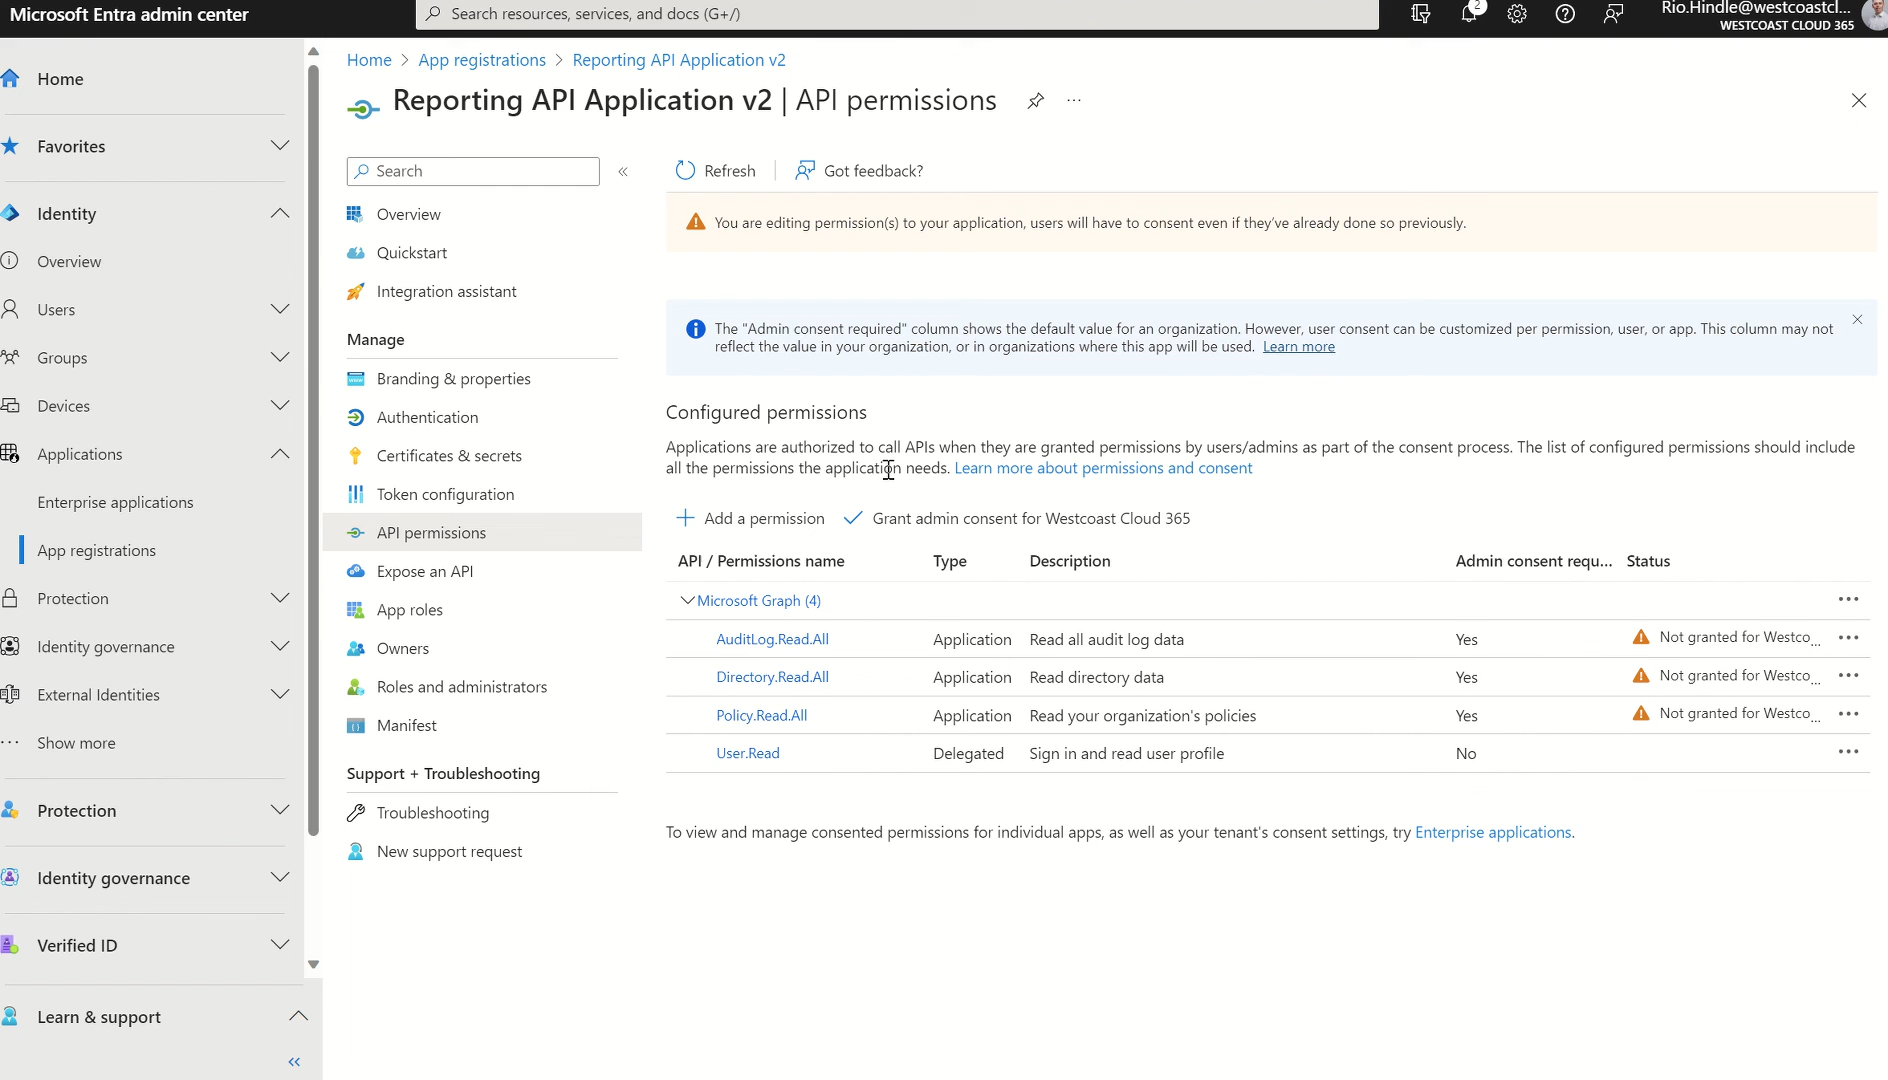 Microsoft Entra admin center
Search resources, services, and docs (G+/)
2
Rio.Hindle@westcoastcl...
WESTCOAST CLOUD 365
Home
Favorites
Identity
Overview
Users
Groups
Devices
Applications
Enterprise applications
App registrations
Protection
Identity governance
External Identities
Show more
Protection
Identity governance
Verified ID
Learn & support
Home > App registrations > Reporting API Application v2
Reporting API Application v2 | API permissions
Search
Overview
Quickstart
Integration assistant
Manage
Branding & properties
Authentication
Certificates & secrets
Token configuration
API permissions
Expose an API
App roles
Owners
Roles and administrators
Manifest
Support + Troubleshooting
Troubleshooting
New support request
Refresh
Got feedback?
You are editing permission(s) to your application, users will have to consent even if they've already done so previously.
The "Admin consent required" column shows the default value for an organization. However, user consent can be customized per permission, user, or app. This column may not
reflect the value in your organization, or in organizations where this app will be used. Learn more
Configured permissions
Applications are authorized to call APIs when they are granted permissions by users/admins as part of the consent process. The list of configured permissions should include
all the permissions the application needs. Learn more about permissions and consent
Add a permission
Grant admin consent for Westcoast Cloud 365
API / Permissions name Type Description Admin consent requ... Status
Microsoft Graph (4)
AuditLog.Read.All Application Read all audit log data Yes Not granted for Westco...
Directory.Read.All Application Read directory data Yes Not granted for Westco...
Policy.Read.All Application Read your organization's policies Yes Not granted for Westco...
User.Read Delegated Sign in and read user profile No
To view and manage consented permissions for individual apps, as well as your tenant's consent settings, try Enterprise applications.